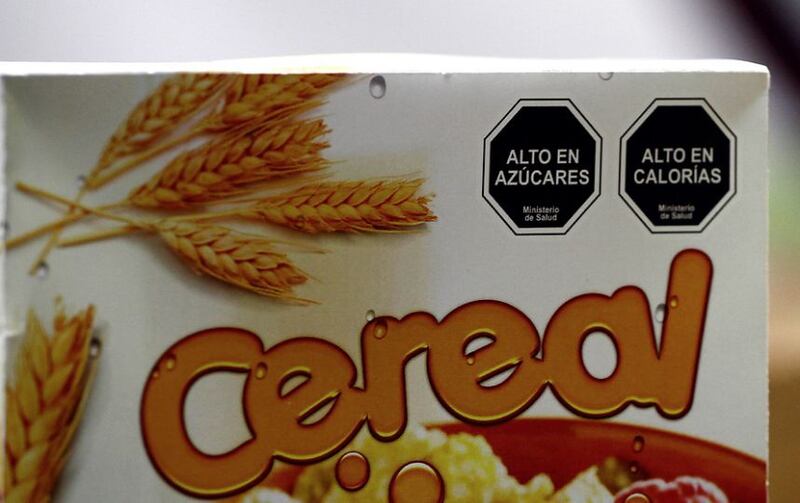 ALTO EN
AZÚCARES
Ministerio
de Salud
ALTO EN
CALORÍAS
Ministerio
de Salud
cereal